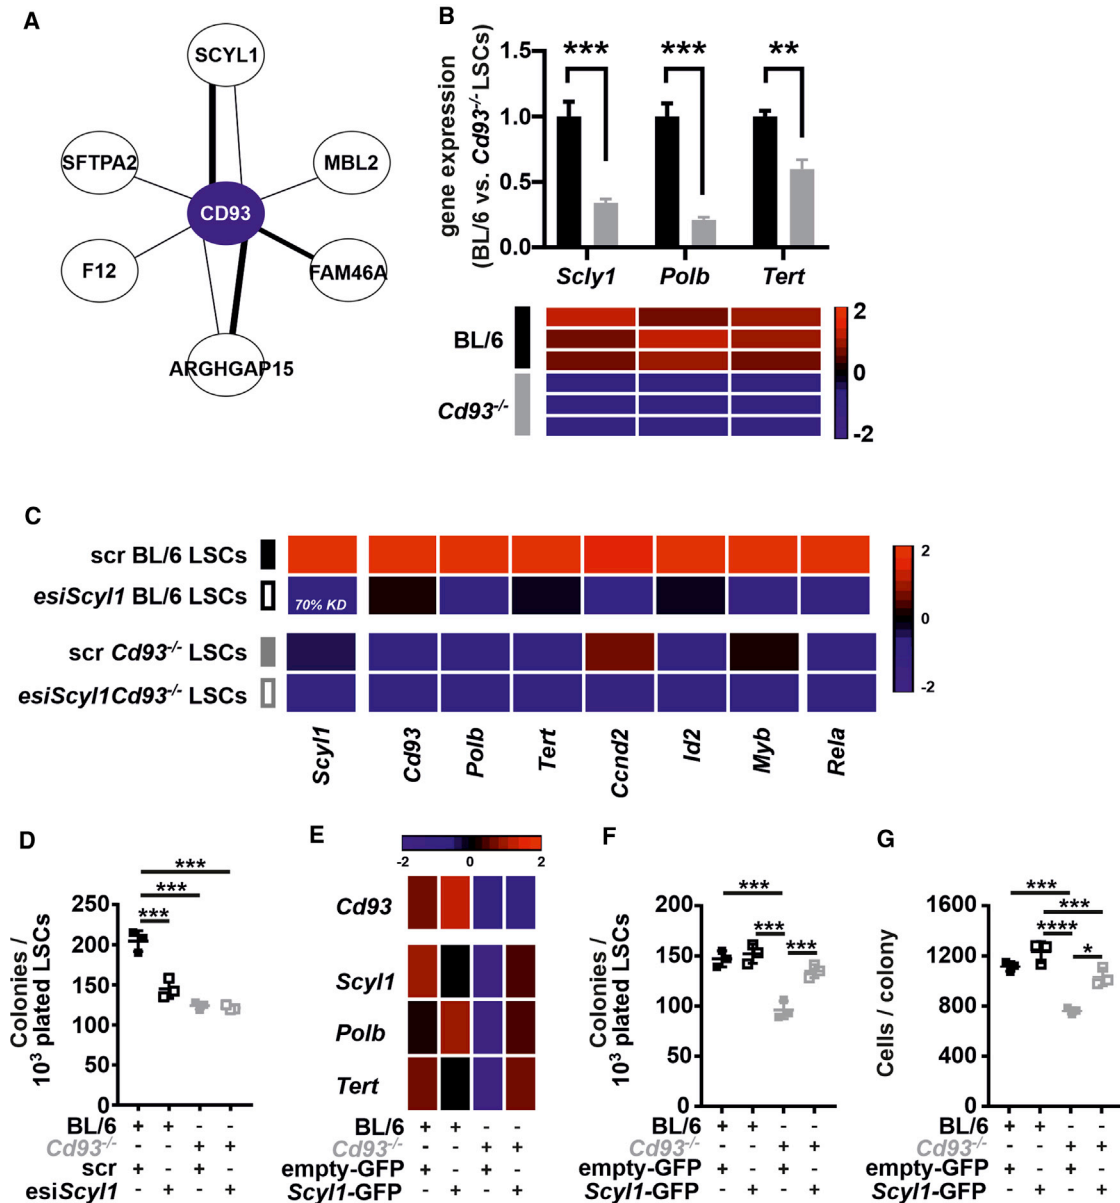 A
SCYL1
SFTPA2
MBL2
CD93
F12
FAM46A
ARGHGAP15
B
gene expression
(BL/6 vs. Cd93-/- LSCs)
1.5
1.0
0.5
0.0
*** *** **
Scly1 Polb Tert
BL/6
Cd93-/-
2
0
-2
C
scr BL/6 LSCs
esiScyl1 BL/6 LSCs
70% KD
scr Cd93-/- LSCs
esiScyl1Cd93-/- LSCs
2
0
-2
Scyl1 Cd93 Polb Tert Ccnd2 Id2 Myb Rela
D
Colonies /
10³ plated LSCs
250
200
150
100
50
0
***
***
***
BL/6 + + - -
Cd93-/- - - + +
scr + - + -
esiScyl1 - + - +
E
-2 0 2
Cd93
Scyl1
Polb
Tert
BL/6 + + - -
Cd93-/- - - + +
empty-GFP + - + -
Scyl1-GFP - + - +
F
Colonies /
10³ plated LSCs
200
150
100
50
0
***
*** ***
BL/6 + + - -
Cd93-/- - - + +
empty-GFP + - + -
Scyl1-GFP - + - +
G
Cells / colony
1600
1200
800
400
0
***
***
****
*
BL/6 + + - -
Cd93-/- - - + +
empty-GFP + - + -
Scyl1-GFP - + - +